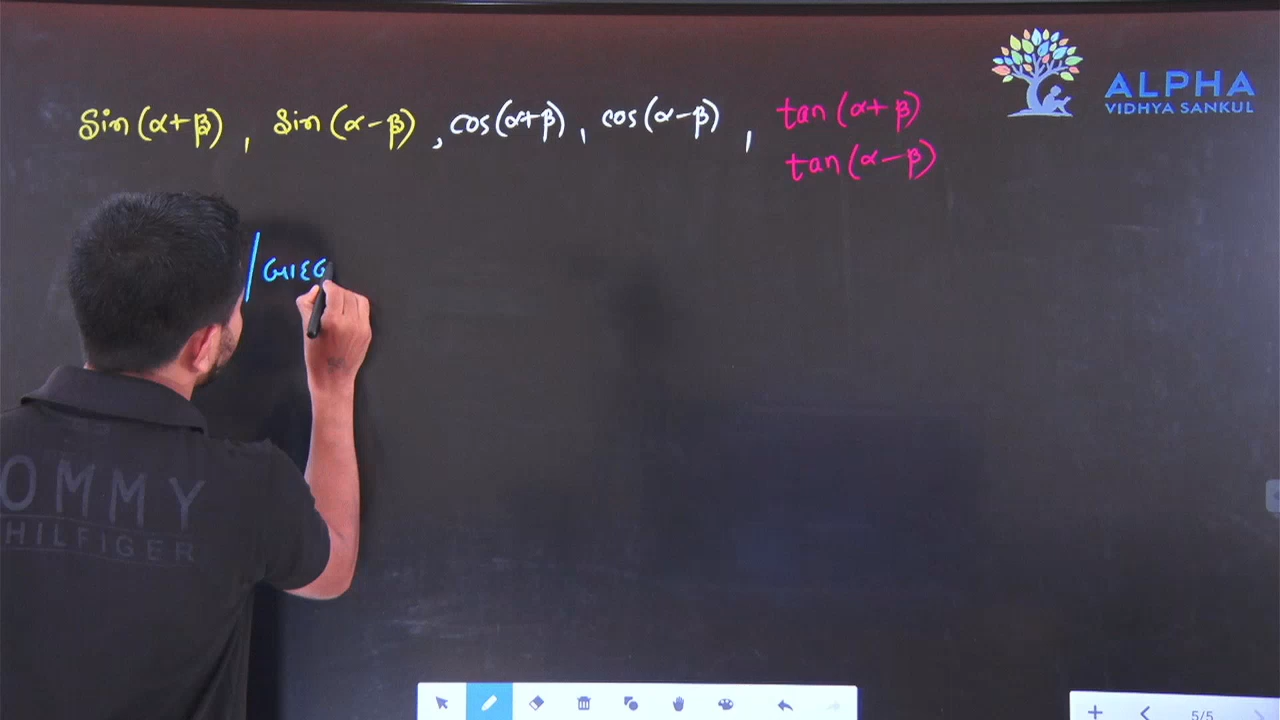 sin(α+β) , sin(α-β) , cos(α+β) , cos(α-β) , tan(α+β)
tan(α-β)
ALPHA
VIDHYA SANKUL
OMMY
HILFIGER
5/5